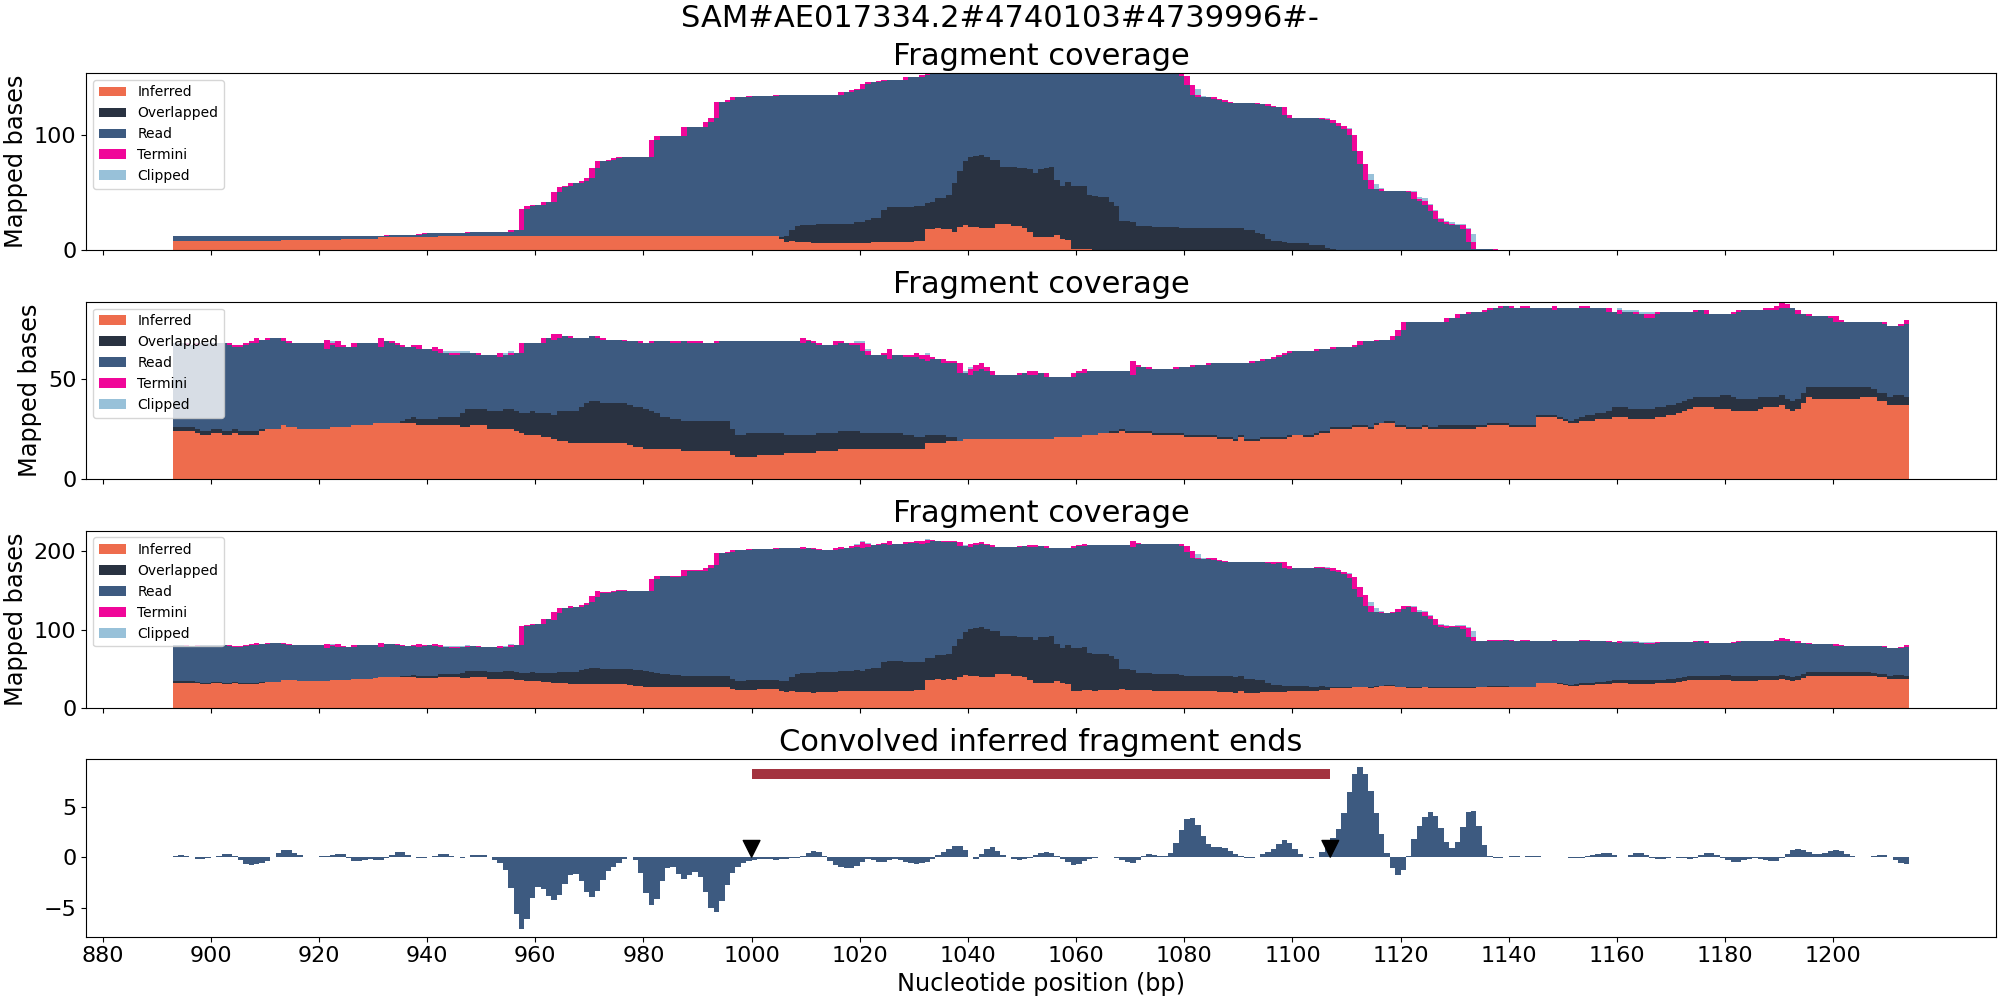 SAM#AE017334.2#4740103#4739996#-
Fragment coverage
Mapped bases
100
0
Inferred
Overlapped
Read
Termini
Clipped
Fragment coverage
Mapped bases
50
0
Inferred
Overlapped
Read
Termini
Clipped
Fragment coverage
Mapped bases
200
100
0
Inferred
Overlapped
Read
Termini
Clipped
Convolved inferred fragment ends
5
0
−5
880 900 920 940 960 980 1000 1020 1040 1060 1080 1100 1120 1140 1160 1180 1200
Nucleotide position (bp)